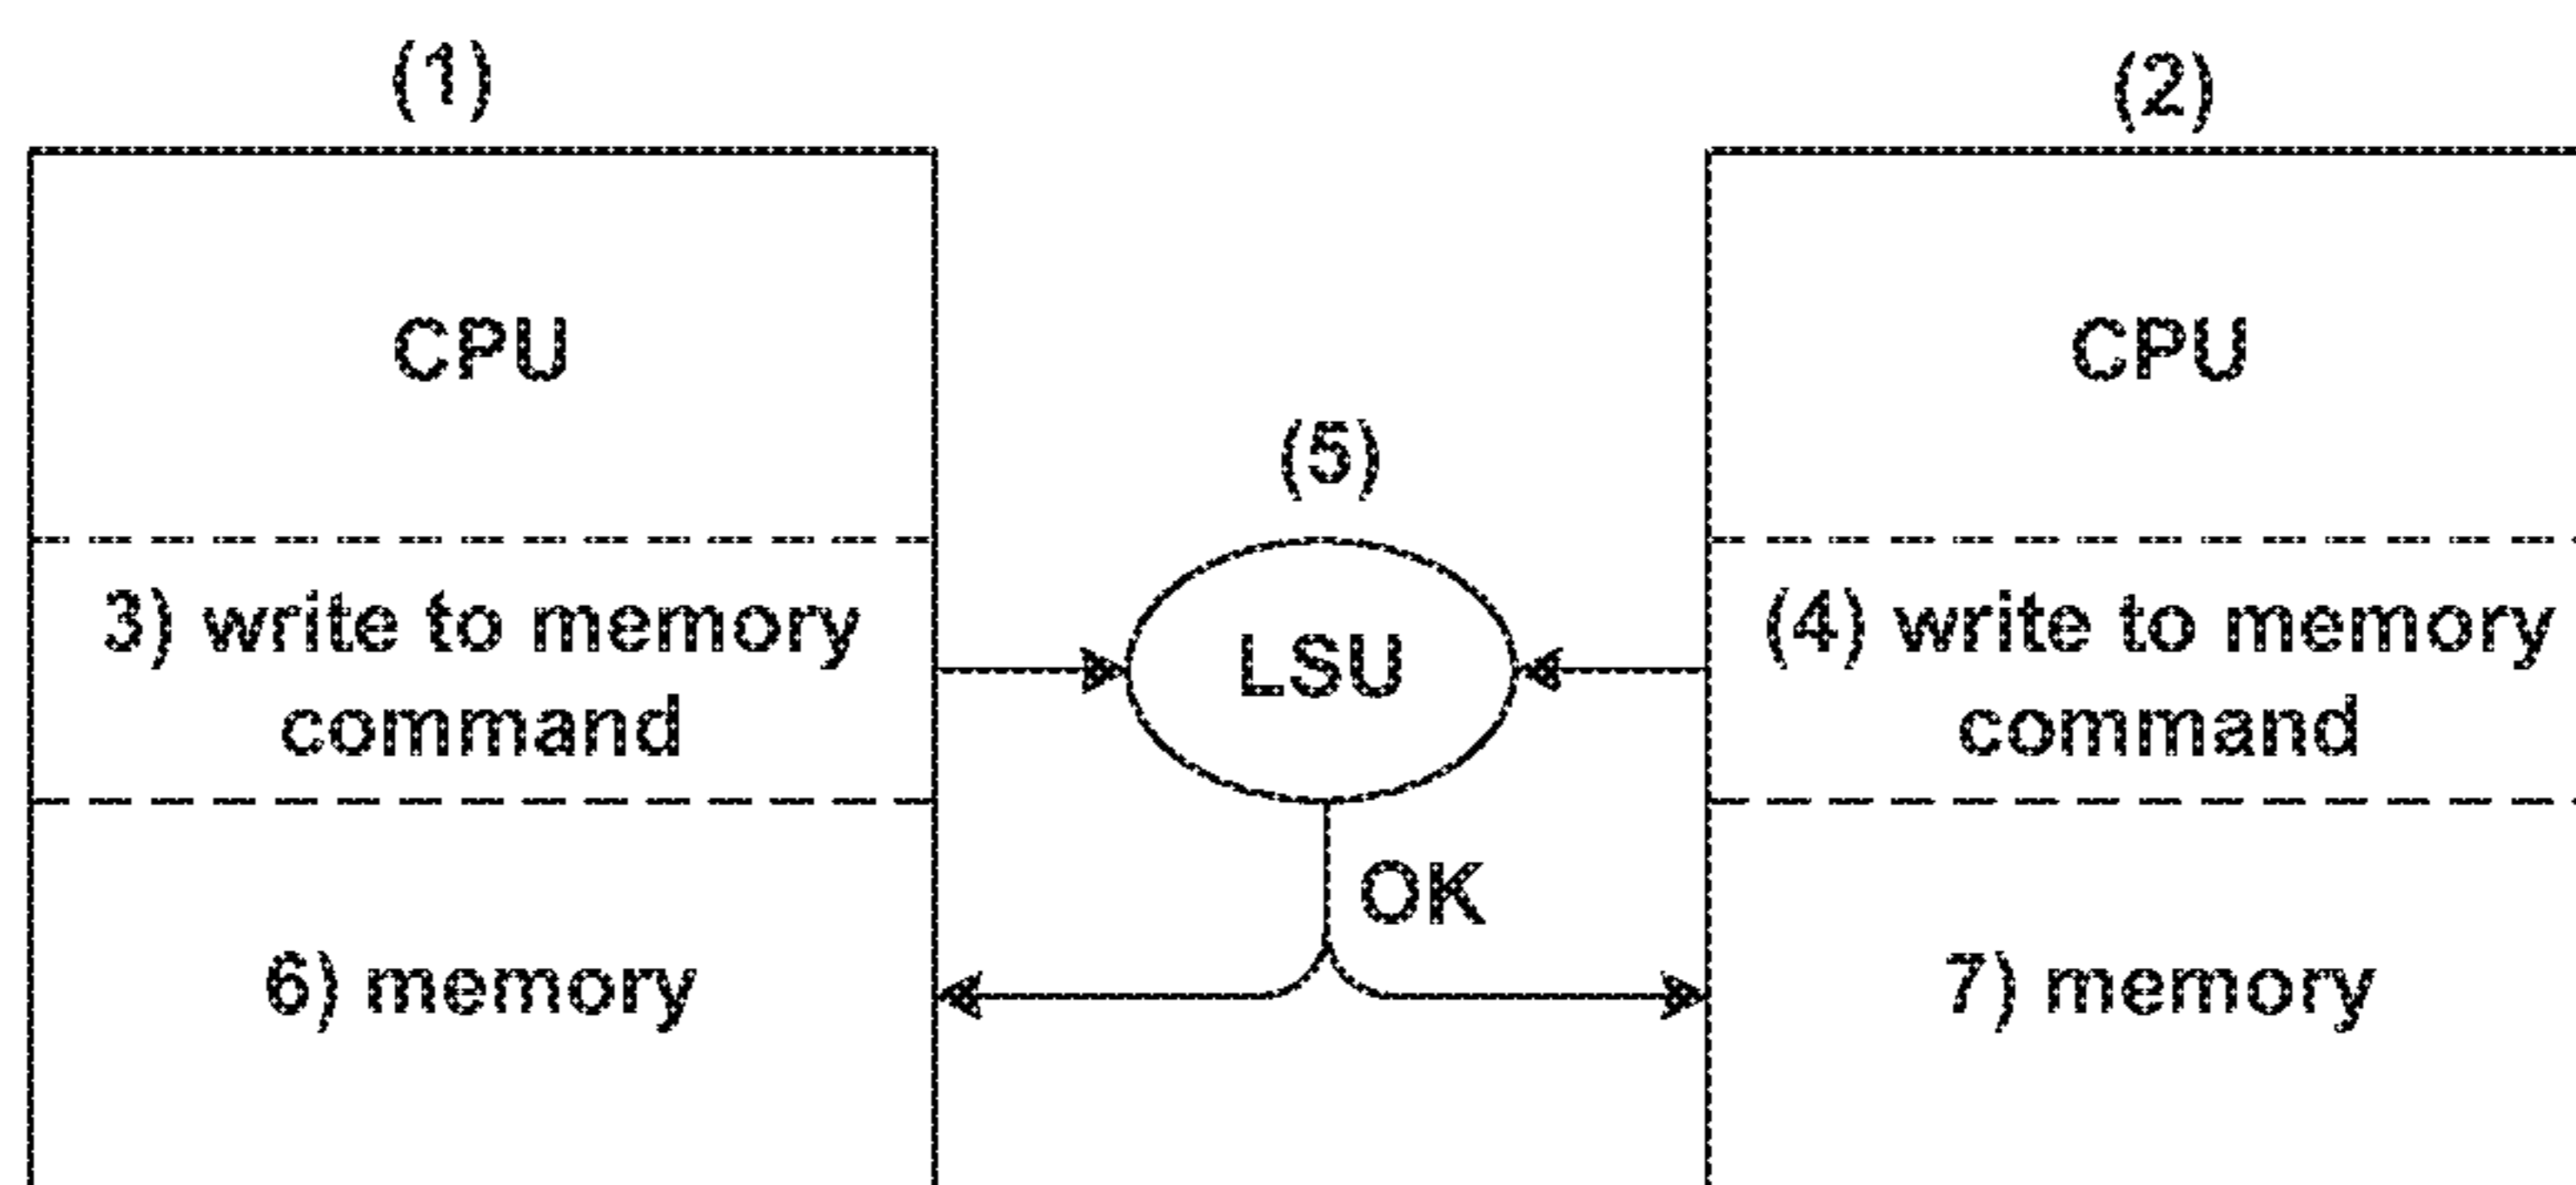 (1)
(2)
CPU
CPU
(5)
3) write to memory
command
LSU
(4) write to memory
command
OK
6) memory
7) memory